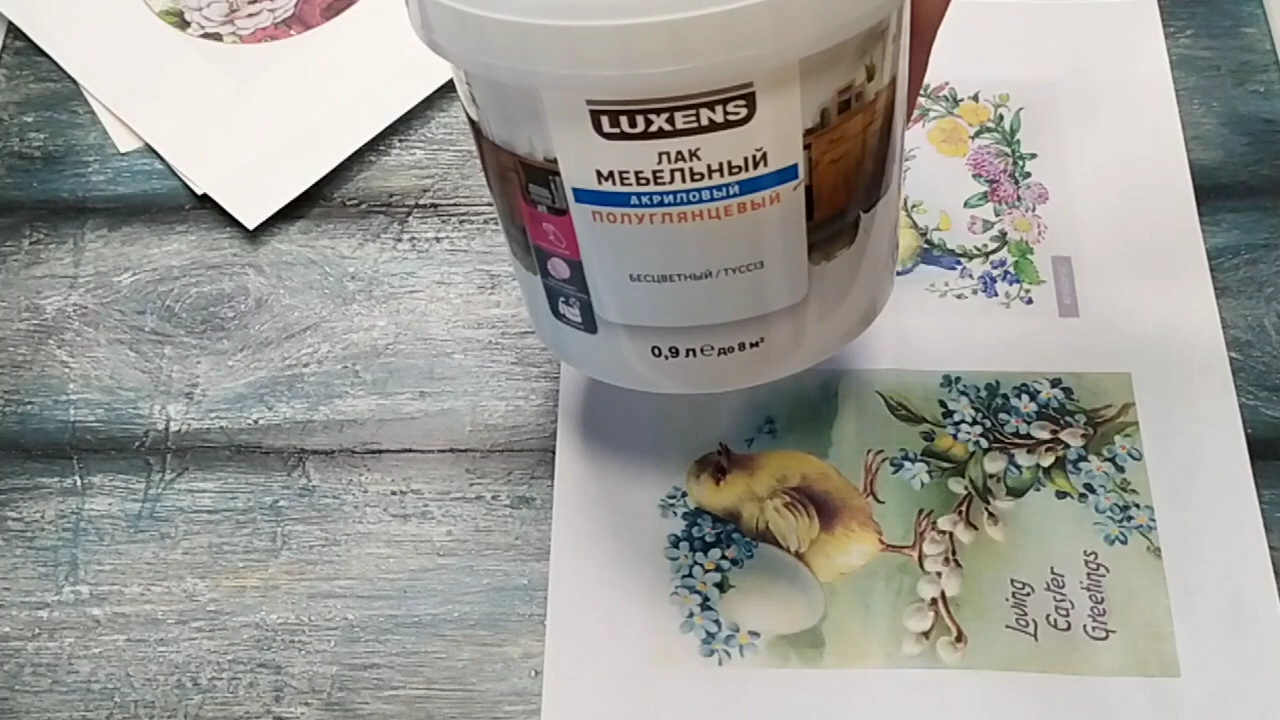 LUXENS
ЛАК
МЕБЕЛЬНЫЙ
АКРИЛОВЫЙ
ПОЛУГЛЯНЦЕВЫЙ
БЕСЦВЕТНЫЙ / ТҮССІЗ
0,9 л ℮ до 8 м²
Loving
Easter
Greetings